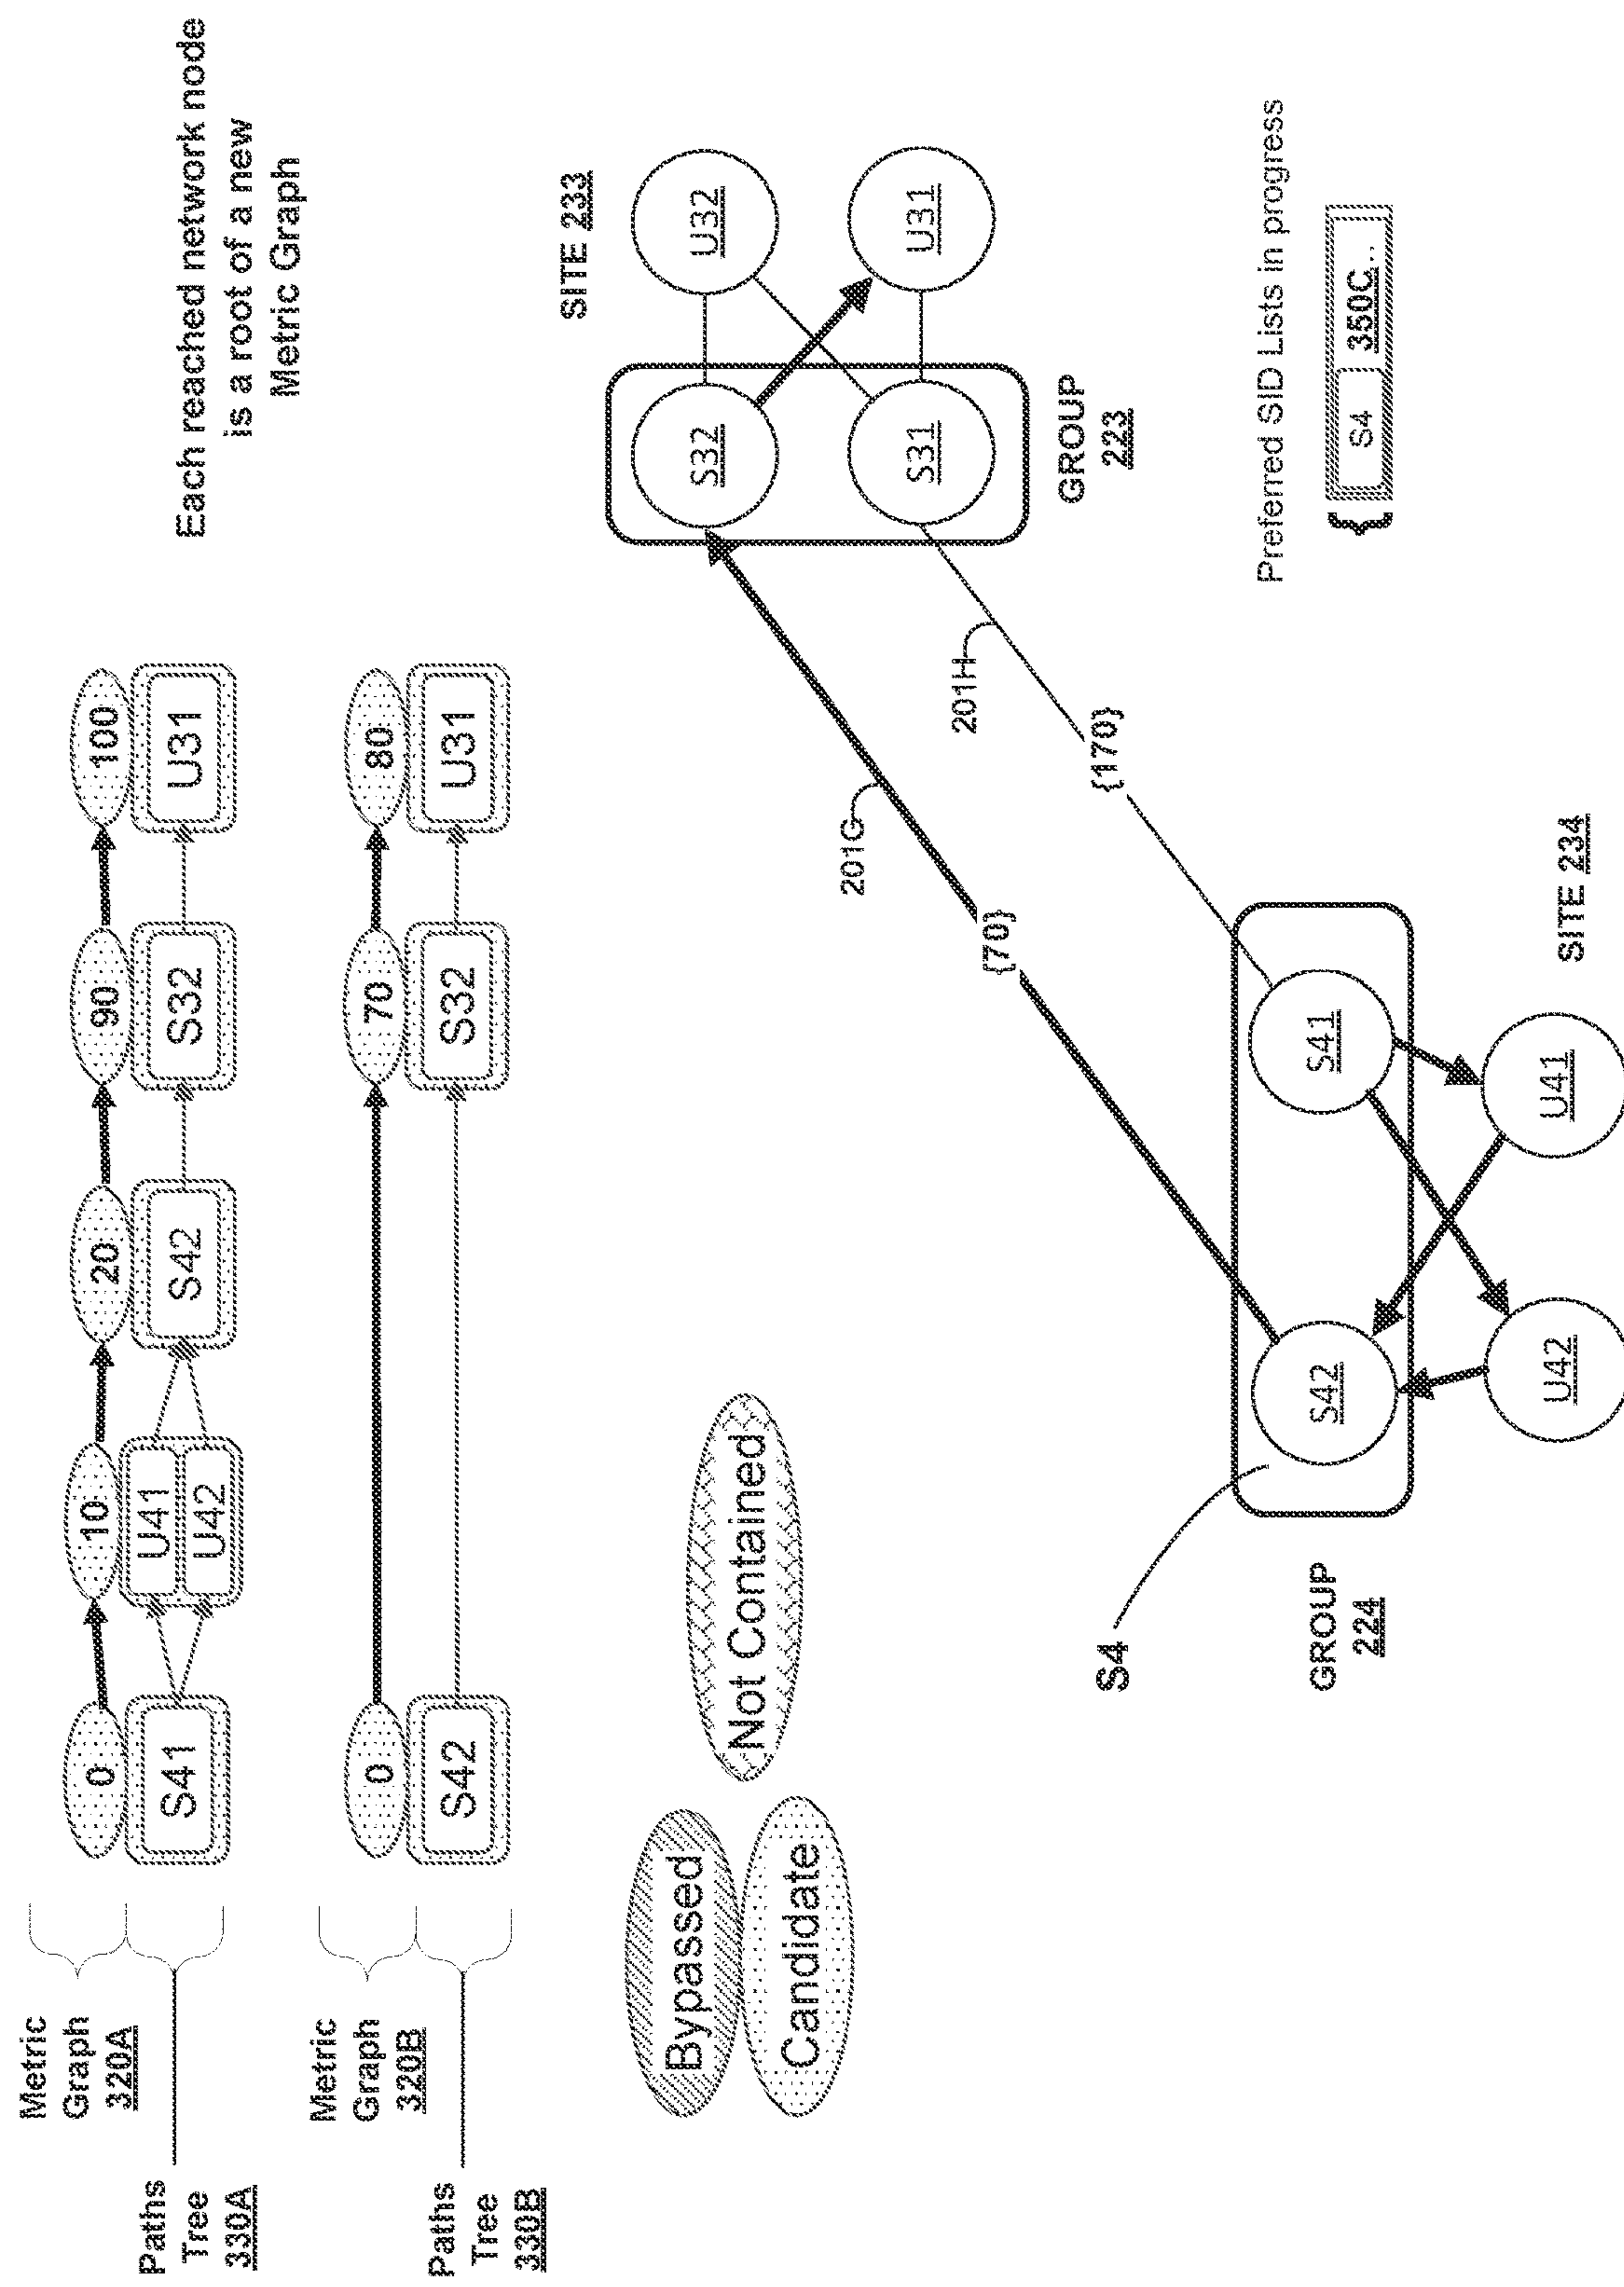 Metric
Graph
320A
Paths
Tree
330A
0
10
20
90
100
S41
U41
U42
S42
S32
U31
Each reached network node
is a root of a new
Metric Graph
Metric
Graph
320B
Paths
Tree
330B
0
70
80
S42
S32
U31
Bypassed
Candidate
Not Contained
SITE 233
S32
U32
S31
U31
GROUP
223
201G
{70}
201H
{170}
S4
GROUP
224
S42
S41
U42
U41
SITE 234
Preferred SID Lists in progress
{
S4
350C...